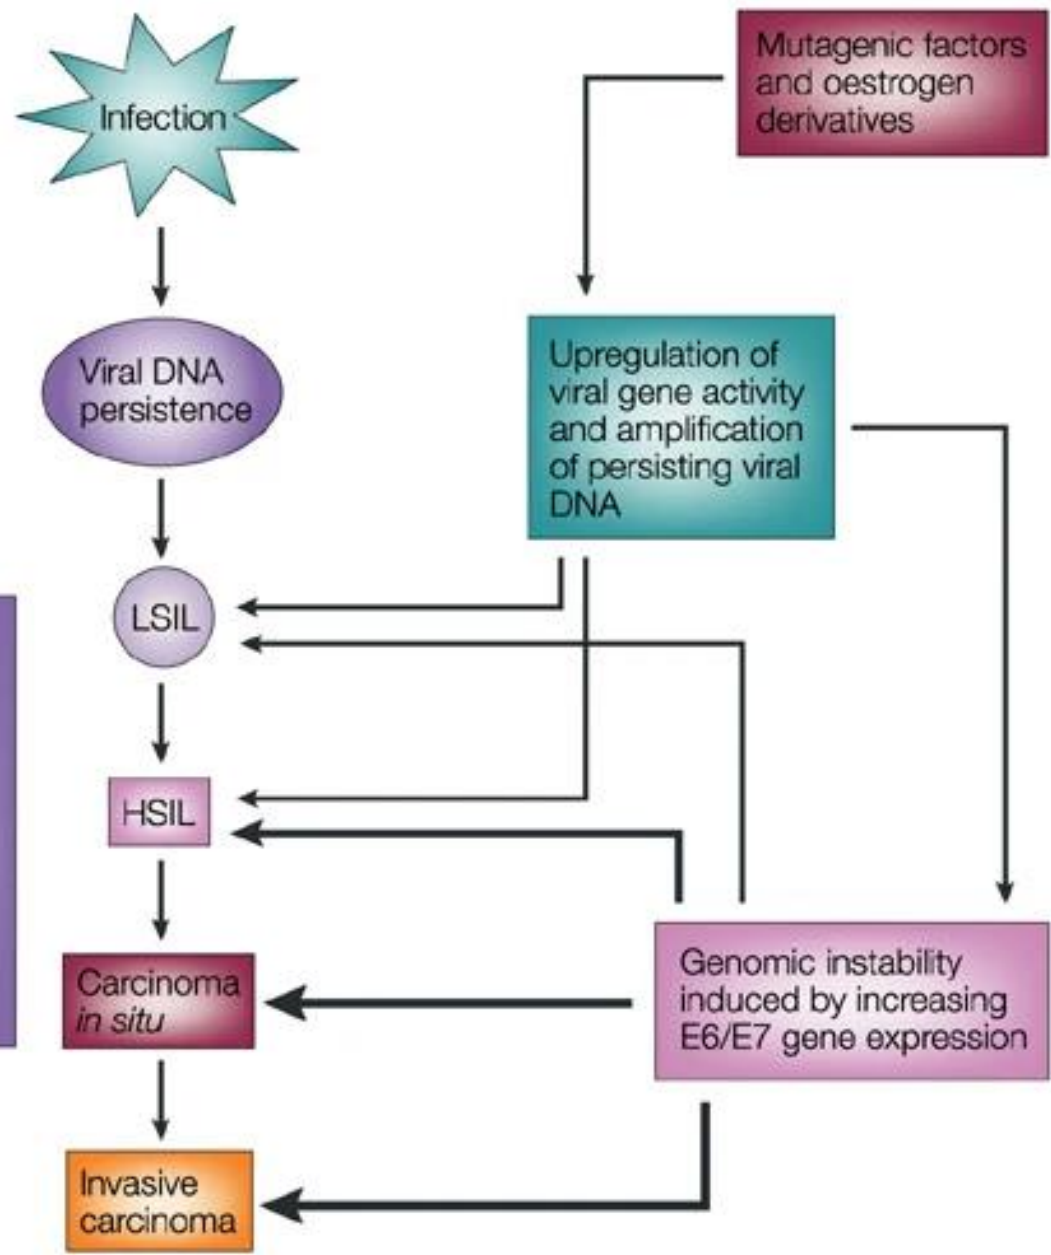 Infection
Mutagenic factors
and oestrogen
derivatives
Viral DNA
persistence
Upregulation of
viral gene activity
and amplification
of persisting viral
DNA
LSIL
HSIL
Carcinoma
in situ
Genomic instability
induced by increasing
E6/E7 gene expression
Invasive
carcinoma